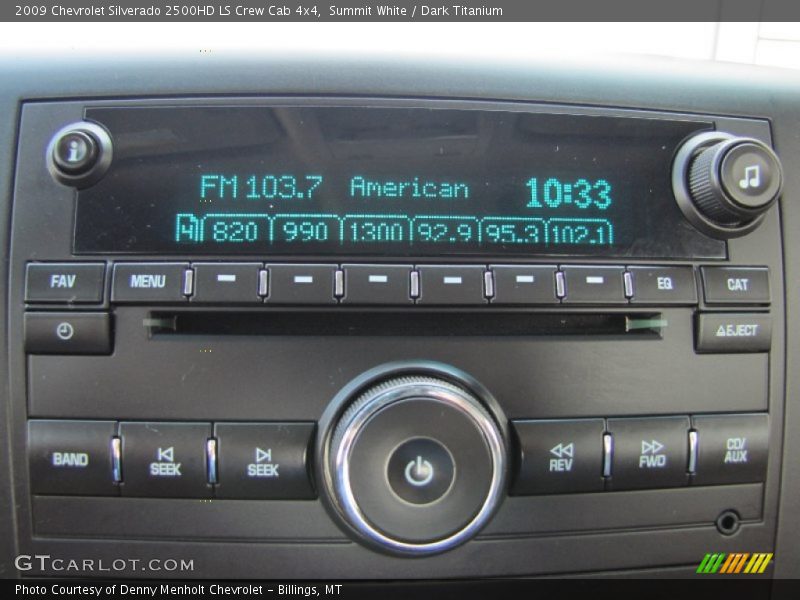 2009 Chevrolet Silverado 2500HD LS Crew Cab 4x4, Summit White / Dark Titanium
i
FM 103.7 American 10:33
4 820 990 1300 92.9 95.3 102.1
FAV MENU EQ CAT
EJECT
BAND SEEK SEEK REV FWD CD/AUX
GTCARLOT.COM
Photo Courtesy of Denny Menholt Chevrolet - Billings, MT